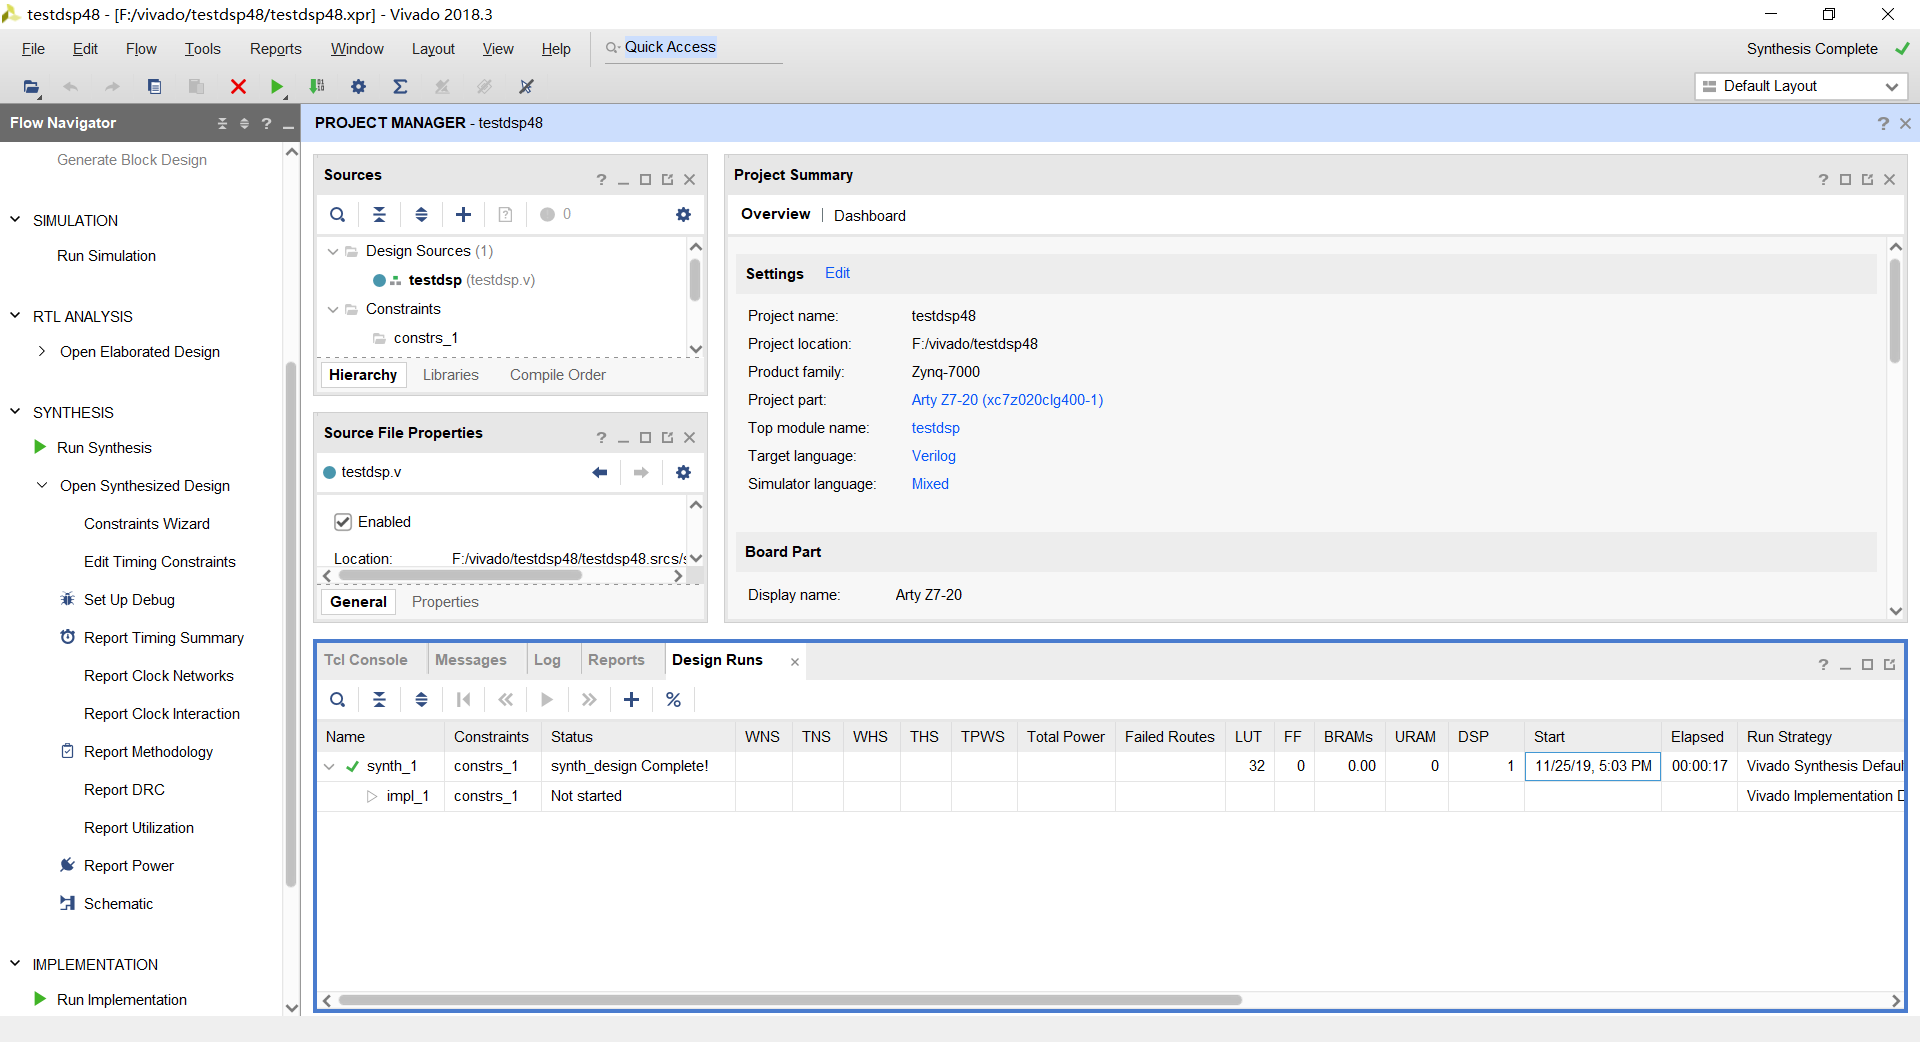 testdsp48 - [F:/vivado/testdsp48/testdsp48.xpr] - Vivado 2018.3
File Edit Flow Tools Reports Window Layout View Help Quick Access
Synthesis Complete
Default Layout
Flow Navigator
Generate Block Design
SIMULATION
Run Simulation
RTL ANALYSIS
Open Elaborated Design
SYNTHESIS
Run Synthesis
Open Synthesized Design
Constraints Wizard
Edit Timing Constraints
Set Up Debug
Report Timing Summary
Report Clock Networks
Report Clock Interaction
Report Methodology
Report DRC
Report Utilization
Report Power
Schematic
IMPLEMENTATION
Run Implementation
PROJECT MANAGER - testdsp48
Sources
0
Design Sources (1)
testdsp (testdsp.v)
Constraints
constrs_1
Hierarchy Libraries Compile Order
Source File Properties
testdsp.v
Enabled
Location: F:/vivado/testdsp48/testdsp48.srcs/s
General Properties
Project Summary
Overview | Dashboard
Settings Edit
Project name: testdsp48
Project location: F:/vivado/testdsp48
Product family: Zynq-7000
Project part: Arty Z7-20 (xc7z020clg400-1)
Top module name: testdsp
Target language: Verilog
Simulator language: Mixed
Board Part
Display name: Arty Z7-20
Tcl Console Messages Log Reports Design Runs
Name Constraints Status WNS TNS WHS THS TPWS Total Power Failed Routes LUT FF BRAMs URAM DSP Start Elapsed Run Strategy
synth_1 constrs_1 synth_design Complete! 32 0 0.00 0 1 11/25/19, 5:03 PM 00:00:17 Vivado Synthesis Defaul
impl_1 constrs_1 Not started Vivado Implementation D